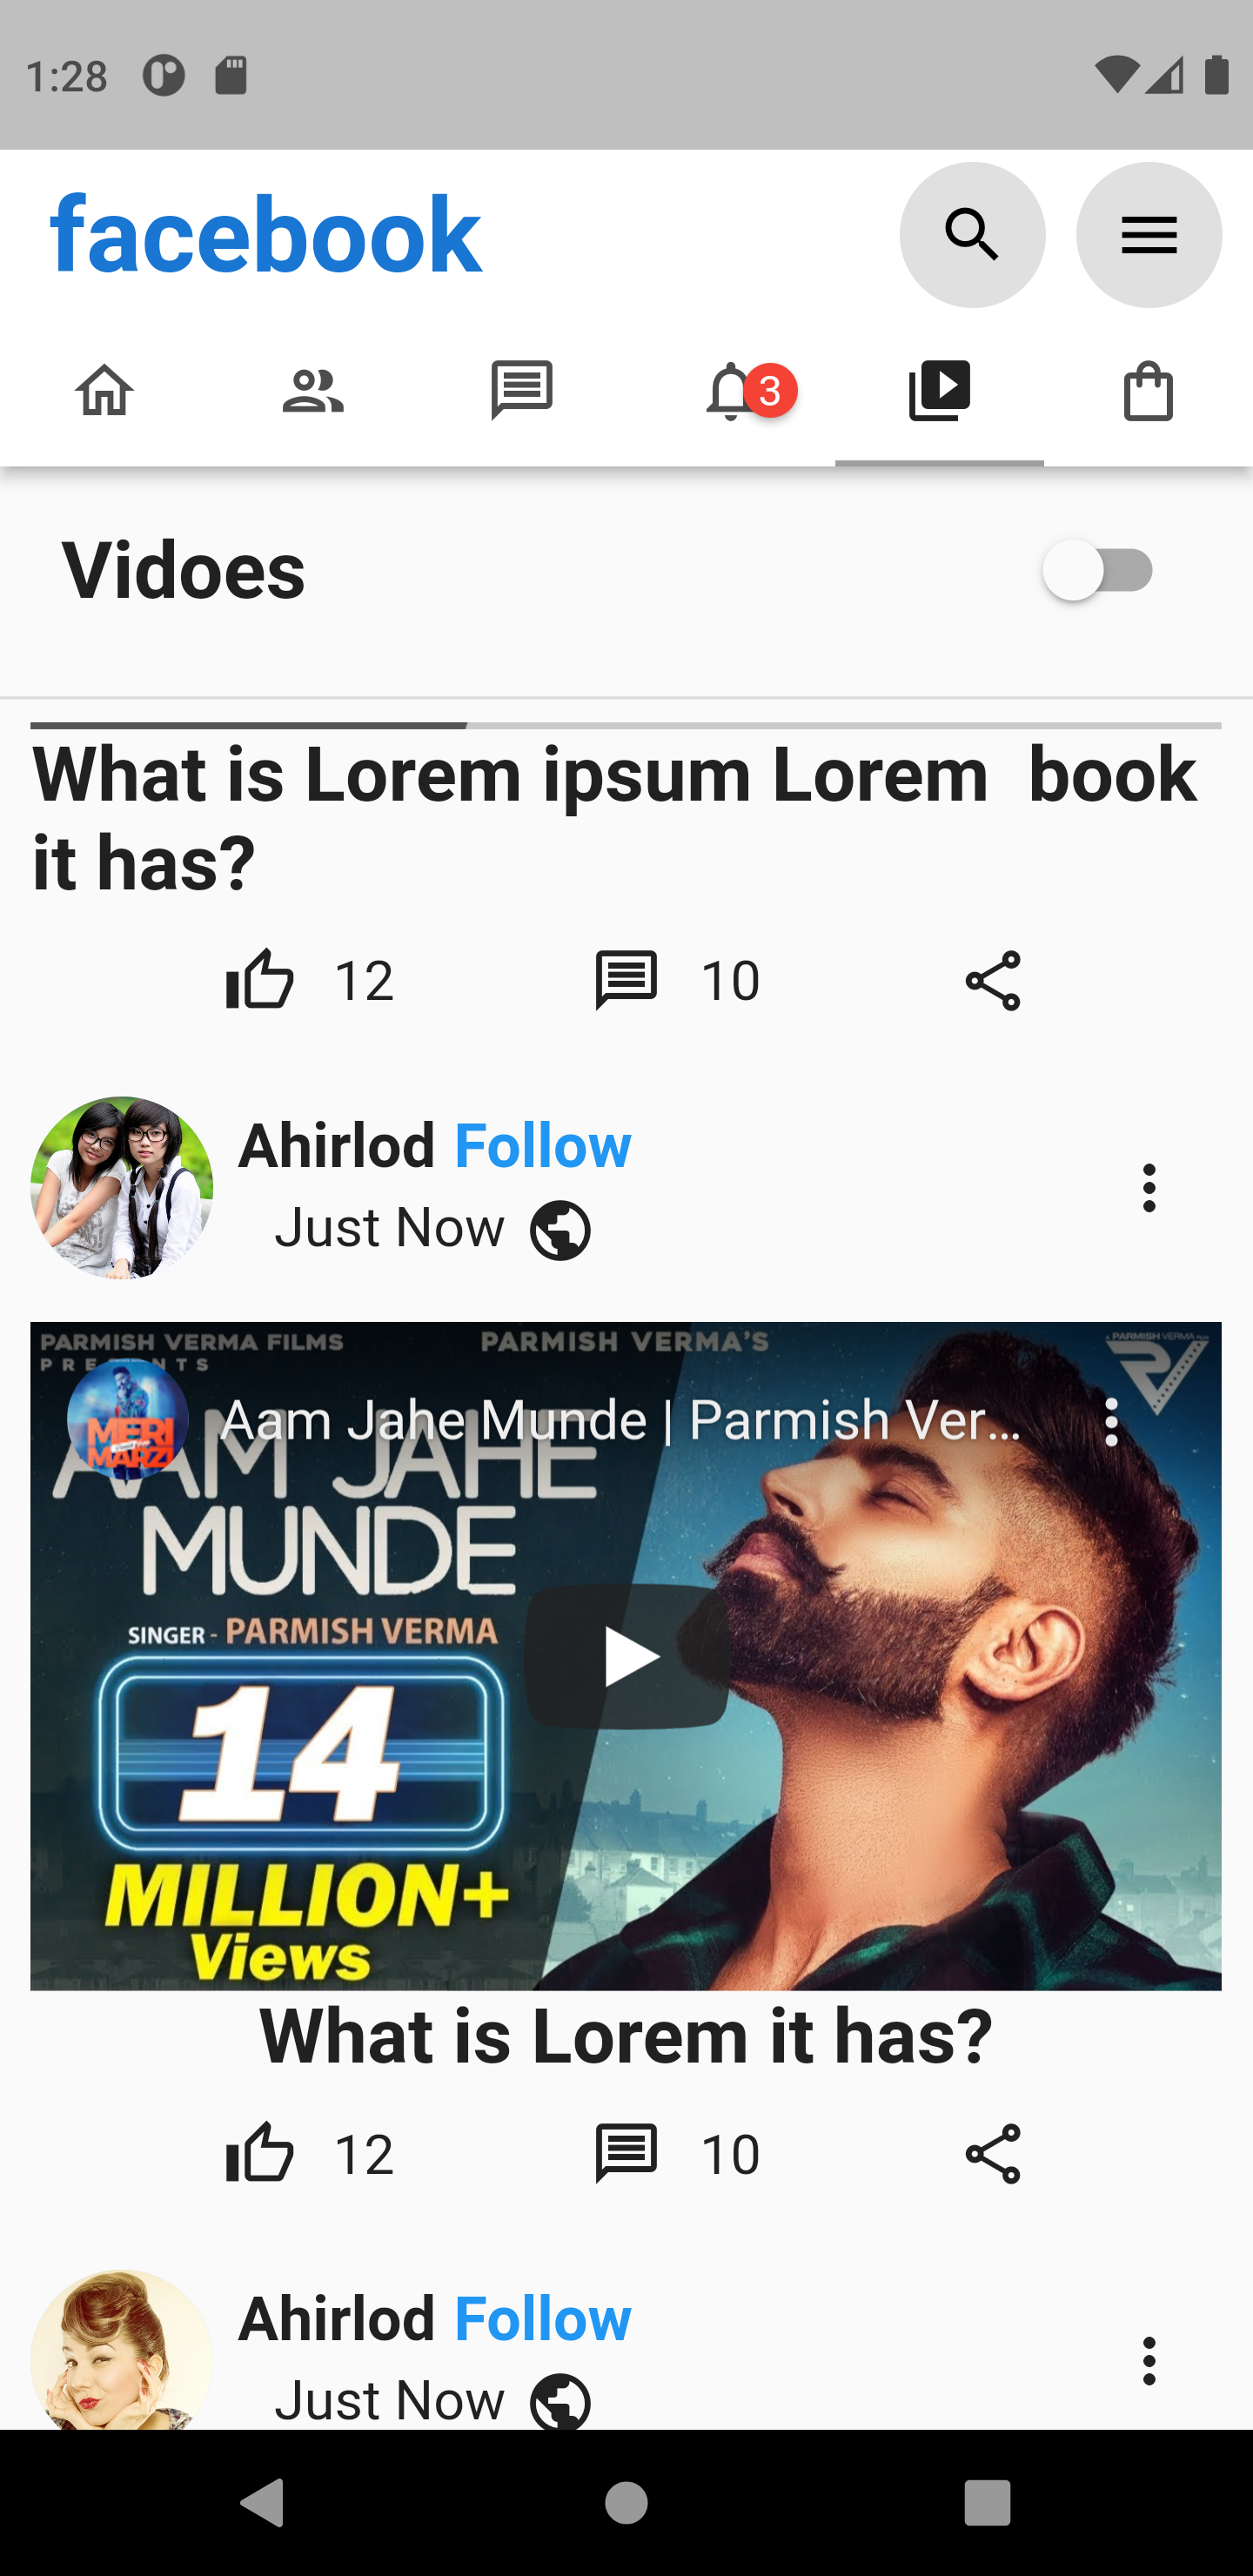 1:28
facebook
3
Vidoes
What is Lorem ipsum Lorem  book
it has?
12
10
Ahirlod Follow
Just Now
PARMISH VERMA FILMS
PARMISH VERMA'S
PARMISH VERMA
Aam Jahe Munde | Parmish Ver...
MERI
MARZI
AAM JAHE
MUNDE
SINGER - PARMISH VERMA
14
MILLION+
Views
What is Lorem it has?
12
10
Ahirlod Follow
Just Now